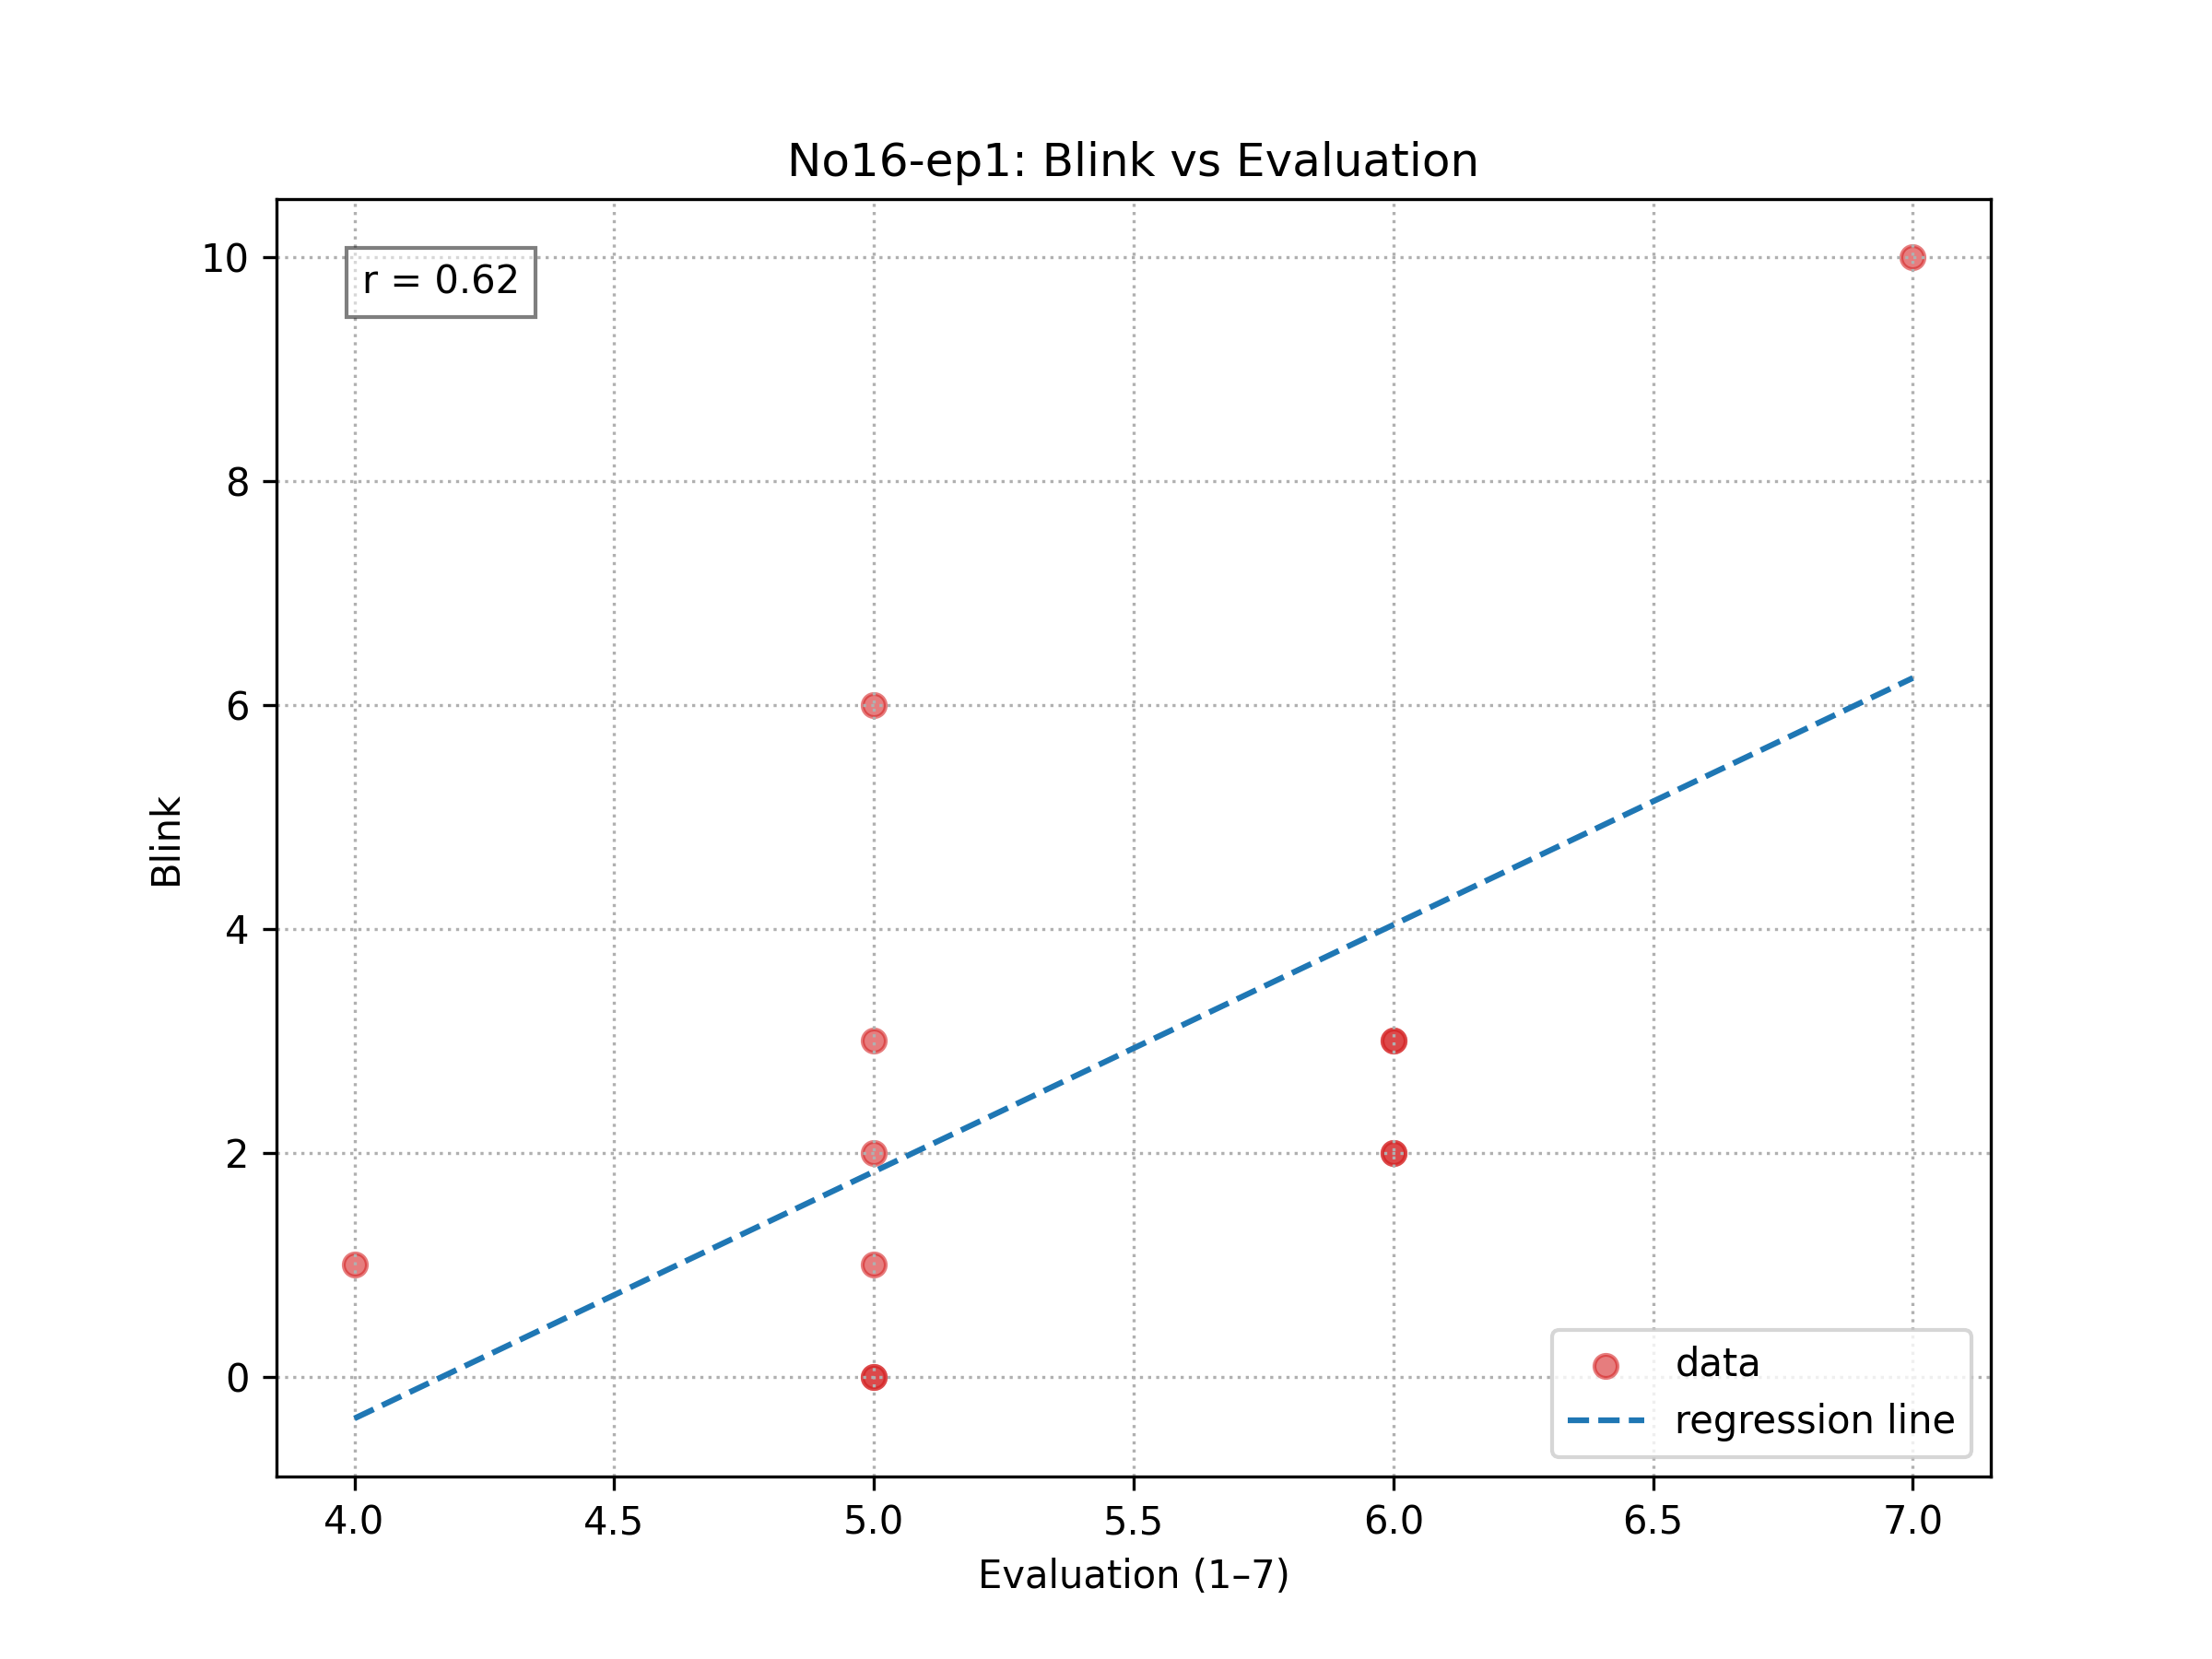 No16-ep1: Blink vs Evaluation
r = 0.62
10
8
6
4
2
0
Blink
4.0 4.5 5.0 5.5 6.0 6.5 7.0
Evaluation (1–7)
data
regression line